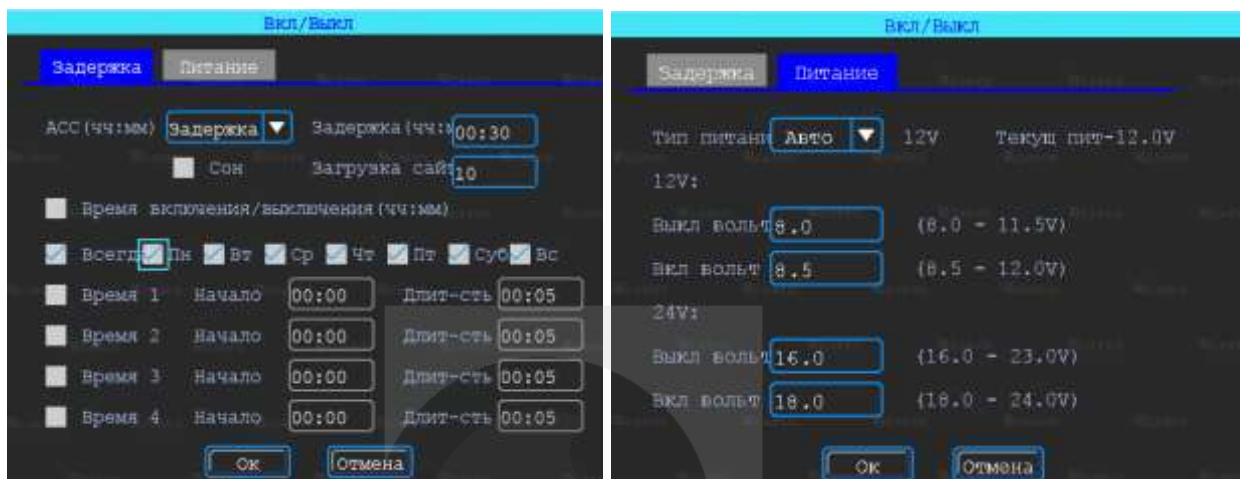 Вкл/Выкл
Задержка Питание
АСС(чч:мм) Задержка Задержка(чч: 00:30
Сон Загрузка сайт 10
Время включения/выключения(чч:мм)
Всегд Пн Вт Ср Чт Пт Суб Вс
Время 1 Начало 00:00 Длит-сть 00:05
Время 2 Начало 00:00 Длит-сть 00:05
Время 3 Начало 00:00 Длит-сть 00:05
Время 4 Начало 00:00 Длит-сть 00:05
Ок Отмена
Вкл/Выкл
Задержка Питание
Тип питани Авто 12V Текущ пит-12.0V
12V:
Выкл вольт 8.0 (8.0 - 11.5V)
Вкл вольт 8.5 (8.5 - 12.0V)
24V:
Выкл вольт 16.0 (16.0 - 23.0V)
Вкл вольт 18.0 (18.0 - 24.0V)
Ок Отмена